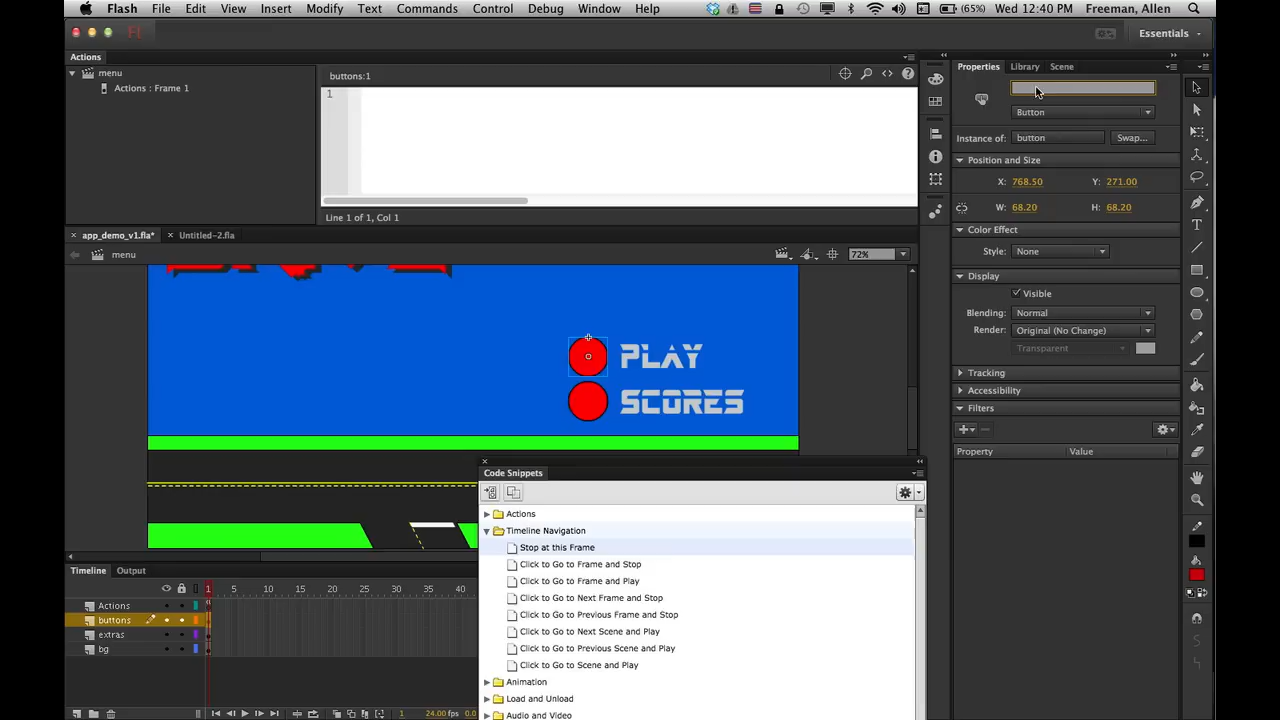 Flash File Edit View Insert Modify Text Commands Control Debug Window Help (65%) Wed 12:40 PM Freeman, Allen
Essentials
Actions
menu
Actions : Frame 1
buttons:1
1
Line 1 of 1, Col 1
Properties Library Scene
Button
Instance of: button Swap...
Position and Size
X: 768.50 Y: 271.00
W: 68.20 H: 68.20
Color Effect
Style: None
Display
Visible
Blending: Normal
Render: Original (No Change)
Transparent
Tracking
Accessibility
Filters
Property Value
app_demo_v1.fla* Untitled-2.fla
menu 72%
PLAY
SCORES
Code Snippets
Actions
Timeline Navigation
Stop at this Frame
Click to Go to Frame and Stop
Click to Go to Frame and Play
Click to Go to Next Frame and Stop
Click to Go to Previous Frame and Stop
Click to Go to Next Scene and Play
Click to Go to Previous Scene and Play
Click to Go to Scene and Play
Animation
Load and Unload
Audio and Video
Timeline Output
1 5 10 15 20 25 30 35 40
Actions
buttons
extras
bg
1 24.00 fps